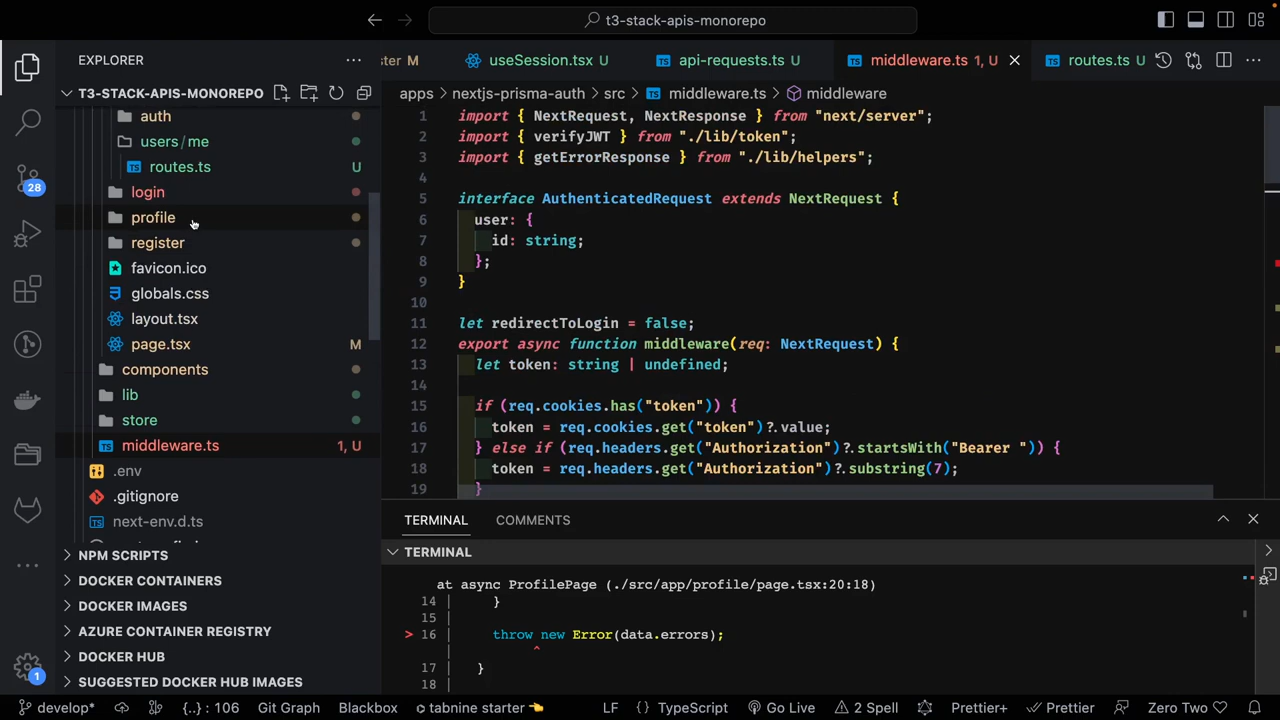 t3-stack-apis-monorepo
EXPLORER
T3-STACK-APIS-MONOREPO
auth
users/me
routes.ts U
login
profile
register
favicon.ico
globals.css
layout.tsx
page.tsx M
components
lib
store
middleware.ts 1, U
.env
.gitignore
next-env.d.ts
NPM SCRIPTS
DOCKER CONTAINERS
DOCKER IMAGES
AZURE CONTAINER REGISTRY
DOCKER HUB
SUGGESTED DOCKER HUB IMAGES
28
1
ster M
useSession.tsx U
api-requests.ts U
middleware.ts 1, U
routes.ts U
apps > nextjs-prisma-auth > src > middleware.ts > middleware
1 import { NextRequest, NextResponse } from "next/server";
2 import { verifyJWT } from "./lib/token";
3 import { getErrorResponse } from "./lib/helpers";
4
5 interface AuthenticatedRequest extends NextRequest {
6 user: {
7 id: string;
8 };
9 }
10
11 let redirectToLogin = false;
12 export async function middleware(req: NextRequest) {
13 let token: string | undefined;
14
15 if (req.cookies.has("token")) {
16 token = req.cookies.get("token")?.value;
17 } else if (req.headers.get("Authorization")?.startsWith("Bearer ")) {
18 token = req.headers.get("Authorization")?.substring(7);
19 }
TERMINAL COMMENTS
TERMINAL
at async ProfilePage (./src/app/profile/page.tsx:20:18)
14 | }
15 |
> 16 | throw new Error(data.errors);
| ^
17 | }
18 |
develop* {..} : 106 Git Graph Blackbox tabnine starter LF {} TypeScript Go Live 2 Spell Prettier+ Prettier Zero Two